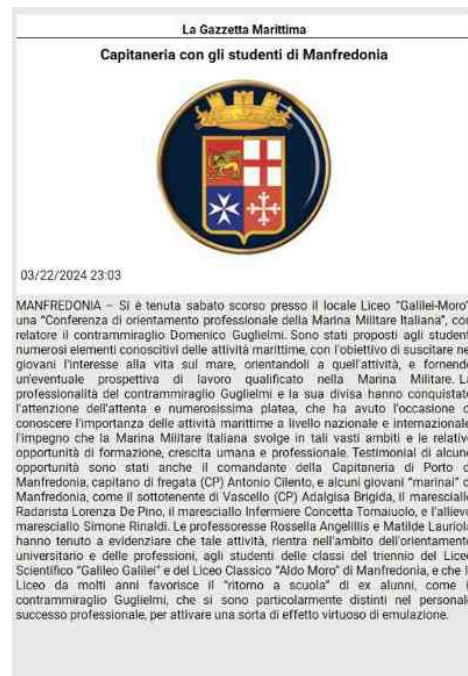 La Gazzetta Marittima
Capitaneria con gli studenti di Manfredonia
03/22/2024 23:03
MANFREDONIA – Si è tenuta sabato scorso presso il locale Liceo "Galilei-Moro"
una "Conferenza di orientamento professionale della Marina Militare Italiana", con
relatore il contrammiraglio Domenico Guglielmi. Sono stati proposti agli student
numerosi elementi conoscitivi delle attività marittime, con l'obiettivo di suscitare ne
giovani l'interesse alla vita sul mare, orientandoli a quell'attività, e fornendo
un'eventuale prospettiva di lavoro qualificato nella Marina Militare. La
professionalità del contrammiraglio Guglielmi e la sua divisa hanno conquistato
l'attenzione dell'attenta e numerosissima platea, che ha avuto l'occasione d
conoscere l'importanza delle attività marittime a livello nazionale e internazionale
l'impegno che la Marina Militare Italiana svolge in tali vasti ambiti e le relative
opportunità di formazione, crescita umana e professionale. Testimonial di alcune
opportunità sono stati anche il comandante della Capitaneria di Porto d
Manfredonia, capitano di fregata (CP) Antonio Cilento, e alcuni giovani "marinai" d
Manfredonia, come il sottotenente di Vascello (CP) Adalgisa Brigida, il maresciallo
Radarista Lorenza De Pino, il maresciallo Infermiere Concetta Tomaiuolo, e l'allievo
maresciallo Simone Rinaldi. Le professoresse Rossella Angelillis e Matilde Lauriola
hanno tenuto a evidenziare che tale attività, rientra nell'ambito dell'orientamento
universitario e delle professioni, agli studenti delle classi del triennio del Liceo
Scientifico "Galileo Galilei" e del Liceo Classico "Aldo Moro" di Manfredonia, e che I
Liceo da molti anni favorisce il "ritorno a scuola" di ex alunni, come i
contrammiraglio Guglielmi, che si sono particolarmente distinti nel personale
successo professionale, per attivare una sorta di effetto virtuoso di emulazione.